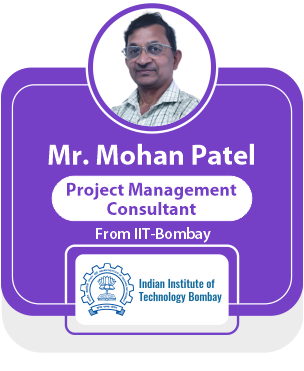 Mr. Mohan Patel
Project Management
Consultant
From IIT-Bombay
Indian Institute of
Technology Bombay